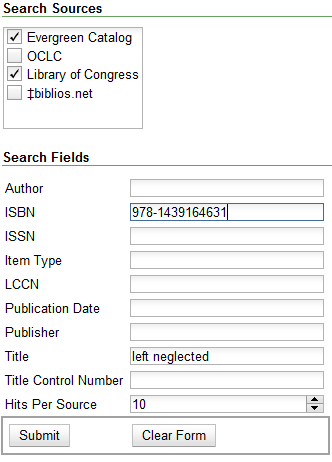 Search Sources
Evergreen Catalog
OCLC
Library of Congress
‡biblios.net
Search Fields
Author
ISBN 978-1439164631
ISSN
Item Type
LCCN
Publication Date
Publisher
Title left neglected
Title Control Number
Hits Per Source 10
Submit Clear Form